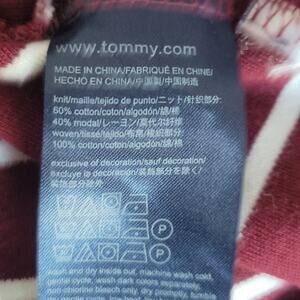 www.tommy.com
MADE IN CHINA/FABRIQUÉ EN CHINE/
HECHO EN CHINA/中国製/中国制造
knit/maille/tejido de punto/ニット/针织部分:
60% cotton/coton/algodón/綿/棉
40% modal/レーヨン/莫代尔纤维
woven/tissé/tejido/布帛/梭织部分:
100% cotton/coton/algodón/綿/棉
exclusive of decoration/sauf décoration/
excluye la decoración/装飾部分を除く/
装饰部分除外
wash and dry inside out, machine wash cold,
gentle cycle, wash dark colors separately,
non-chlorine bleach only, dry promptly, tumble